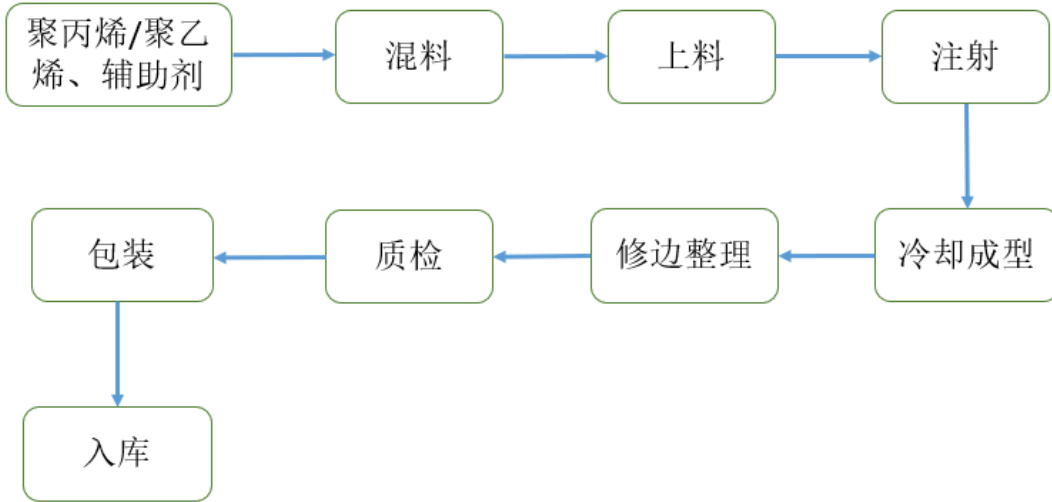 聚丙烯/聚乙
烯、辅助剂
混料
上料
注射
冷却成型
修边整理
质检
包装
入库